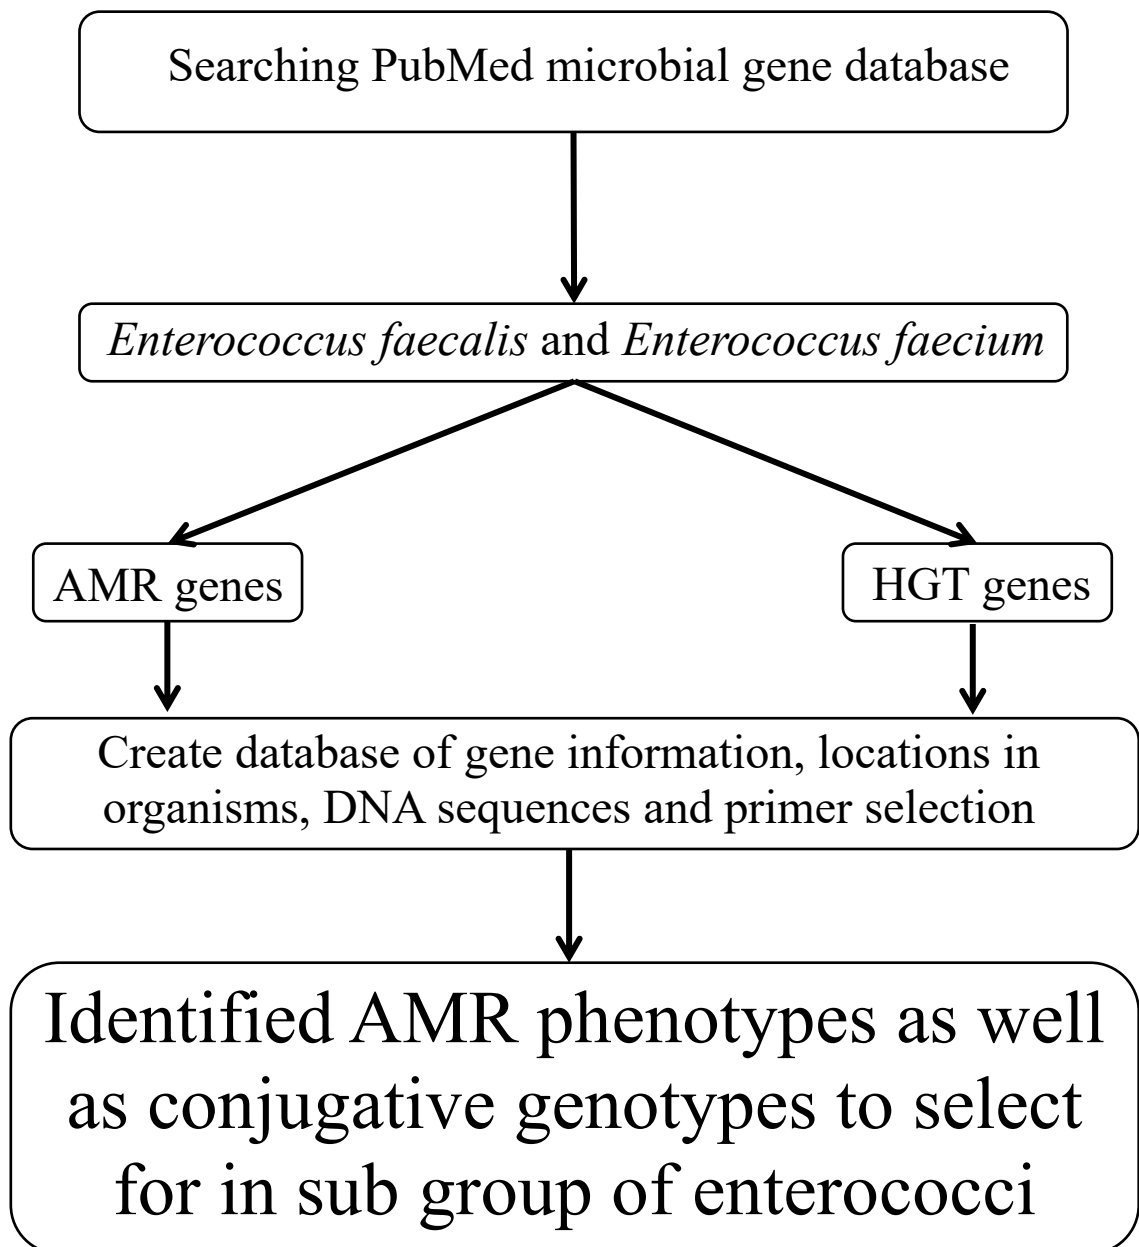 Searching PubMed microbial gene database
Enterococcus faecalis and Enterococcus faecium
AMR genes
HGT genes
Create database of gene information, locations in
organisms, DNA sequences and primer selection
Identified AMR phenotypes as well
as conjugative genotypes to select
for in sub group of enterococci